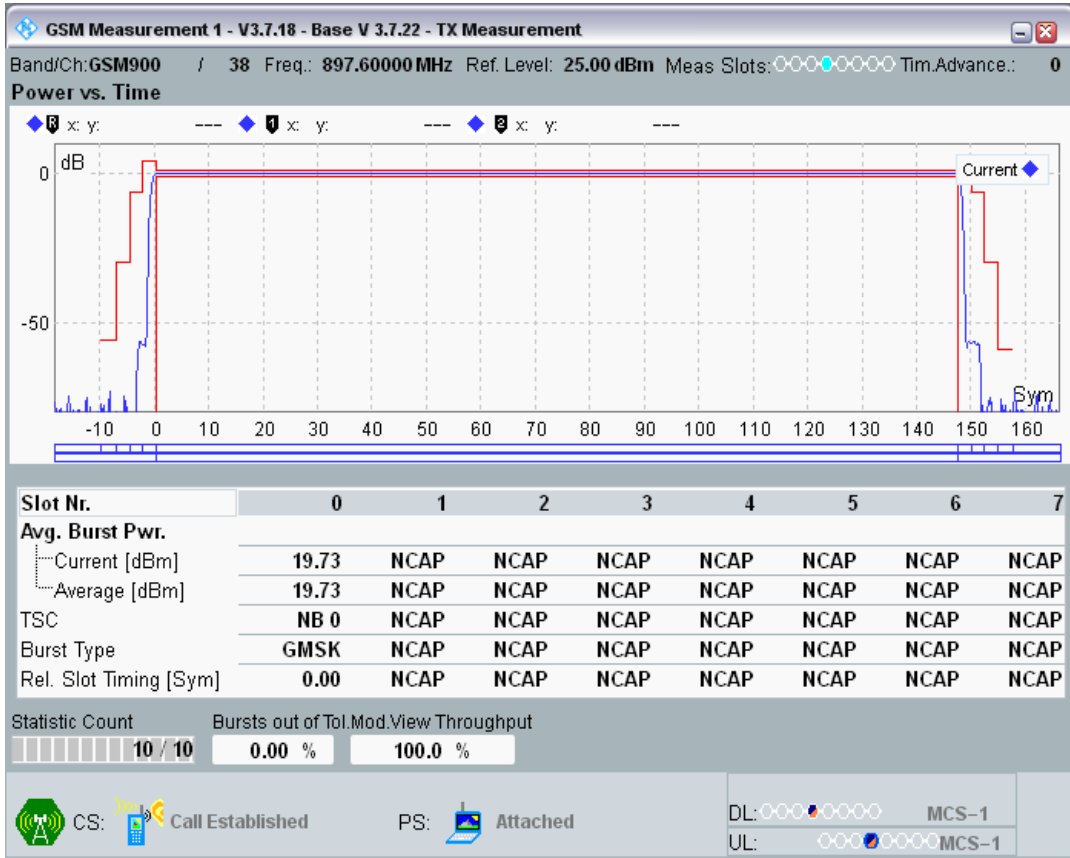 GSM Measurement 1 - V3.7.18 - Base V 3.7.22 - TX Measurement
Band/Ch:GSM900 / 38 Freq.: 897.60000 MHz Ref. Level: 25.00 dBm Meas Slots: Tim.Advance.: 0
Power vs. Time
R x: y: --- 1 x: y: --- 2 x: y: ---
dB
Current
0
-50
Sym
-10 0 10 20 30 40 50 60 70 80 90 100 110 120 130 140 150 160
Slot Nr. 0 1 2 3 4 5 6 7
Avg. Burst Pwr.
Current [dBm] 19.73 NCAP NCAP NCAP NCAP NCAP NCAP NCAP
Average [dBm] 19.73 NCAP NCAP NCAP NCAP NCAP NCAP NCAP
TSC NB 0 NCAP NCAP NCAP NCAP NCAP NCAP NCAP
Burst Type GMSK NCAP NCAP NCAP NCAP NCAP NCAP NCAP
Rel. Slot Timing [Sym] 0.00 NCAP NCAP NCAP NCAP NCAP NCAP NCAP
Statistic Count Bursts out of Tol.Mod.View Throughput
10 / 10 0.00 % 100.0 %
CS: Call Established PS: Attached
DL: MCS-1
UL: MCS-1